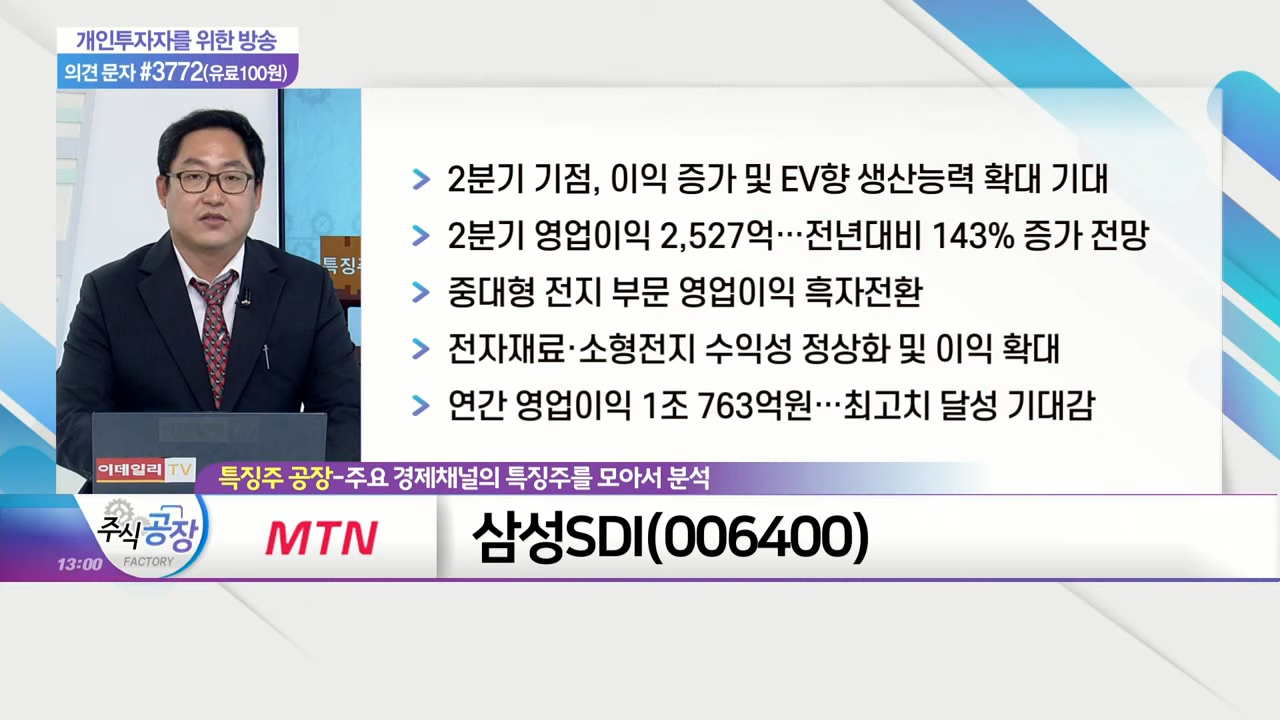 개인투자자를 위한 방송
의견 문자 #3772(유료100원)
2분기 기점, 이익 증가 및 EV향 생산능력 확대 기대
2분기 영업이익 2,527억…전년대비 143% 증가 전망
중대형 전지 부문 영업이익 흑자전환
전자재료·소형전지 수익성 정상화 및 이익 확대
연간 영업이익 1조 763억원…최고치 달성 기대감
특징
이데일리 TV
특징주 공장-주요 경제채널의 특징주를 모아서 분석
주식공장
FACTORY
13:00
MTN
삼성SDI(006400)